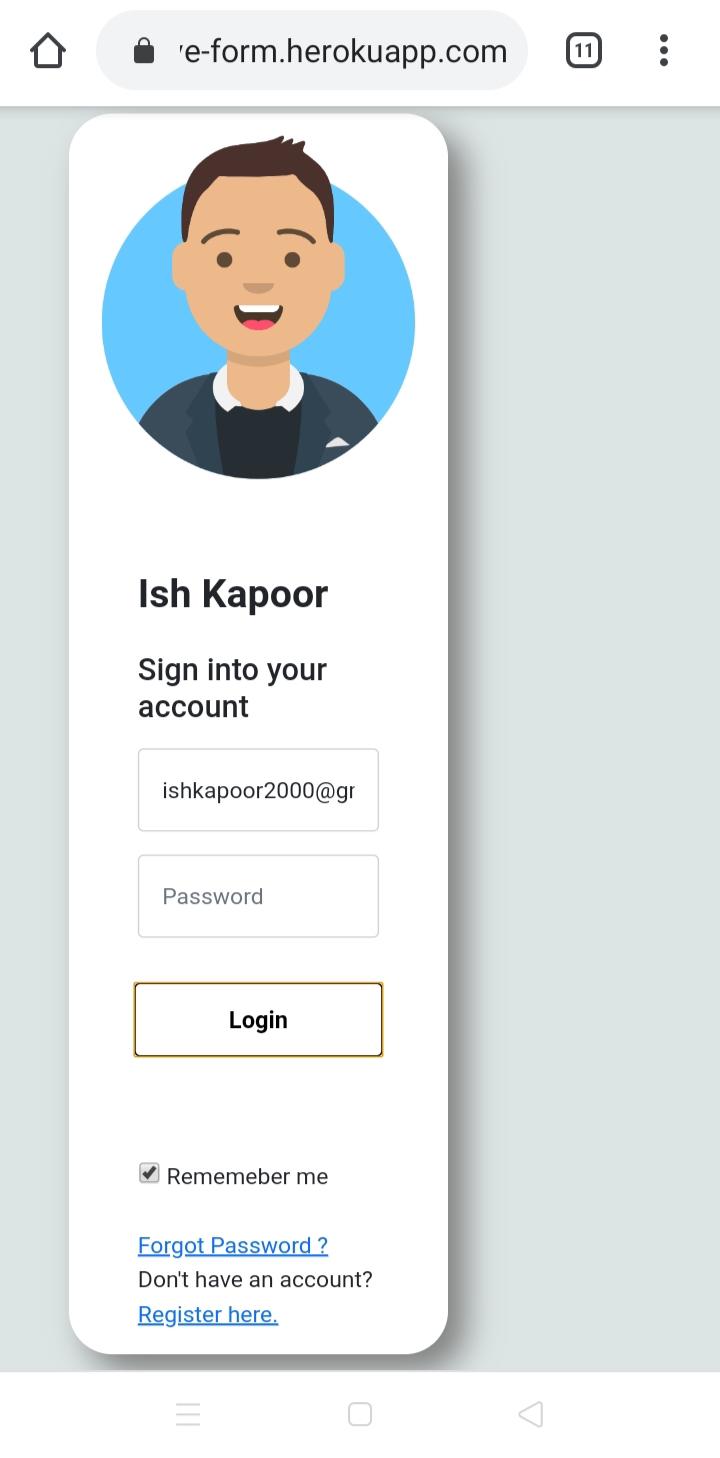 e-form.herokuapp.com
11
Ish Kapoor
Sign into your
account
ishkapoor2000@gr
Password
Login
Rememeber me
Forgot Password ?
Don't have an account?
Register here.